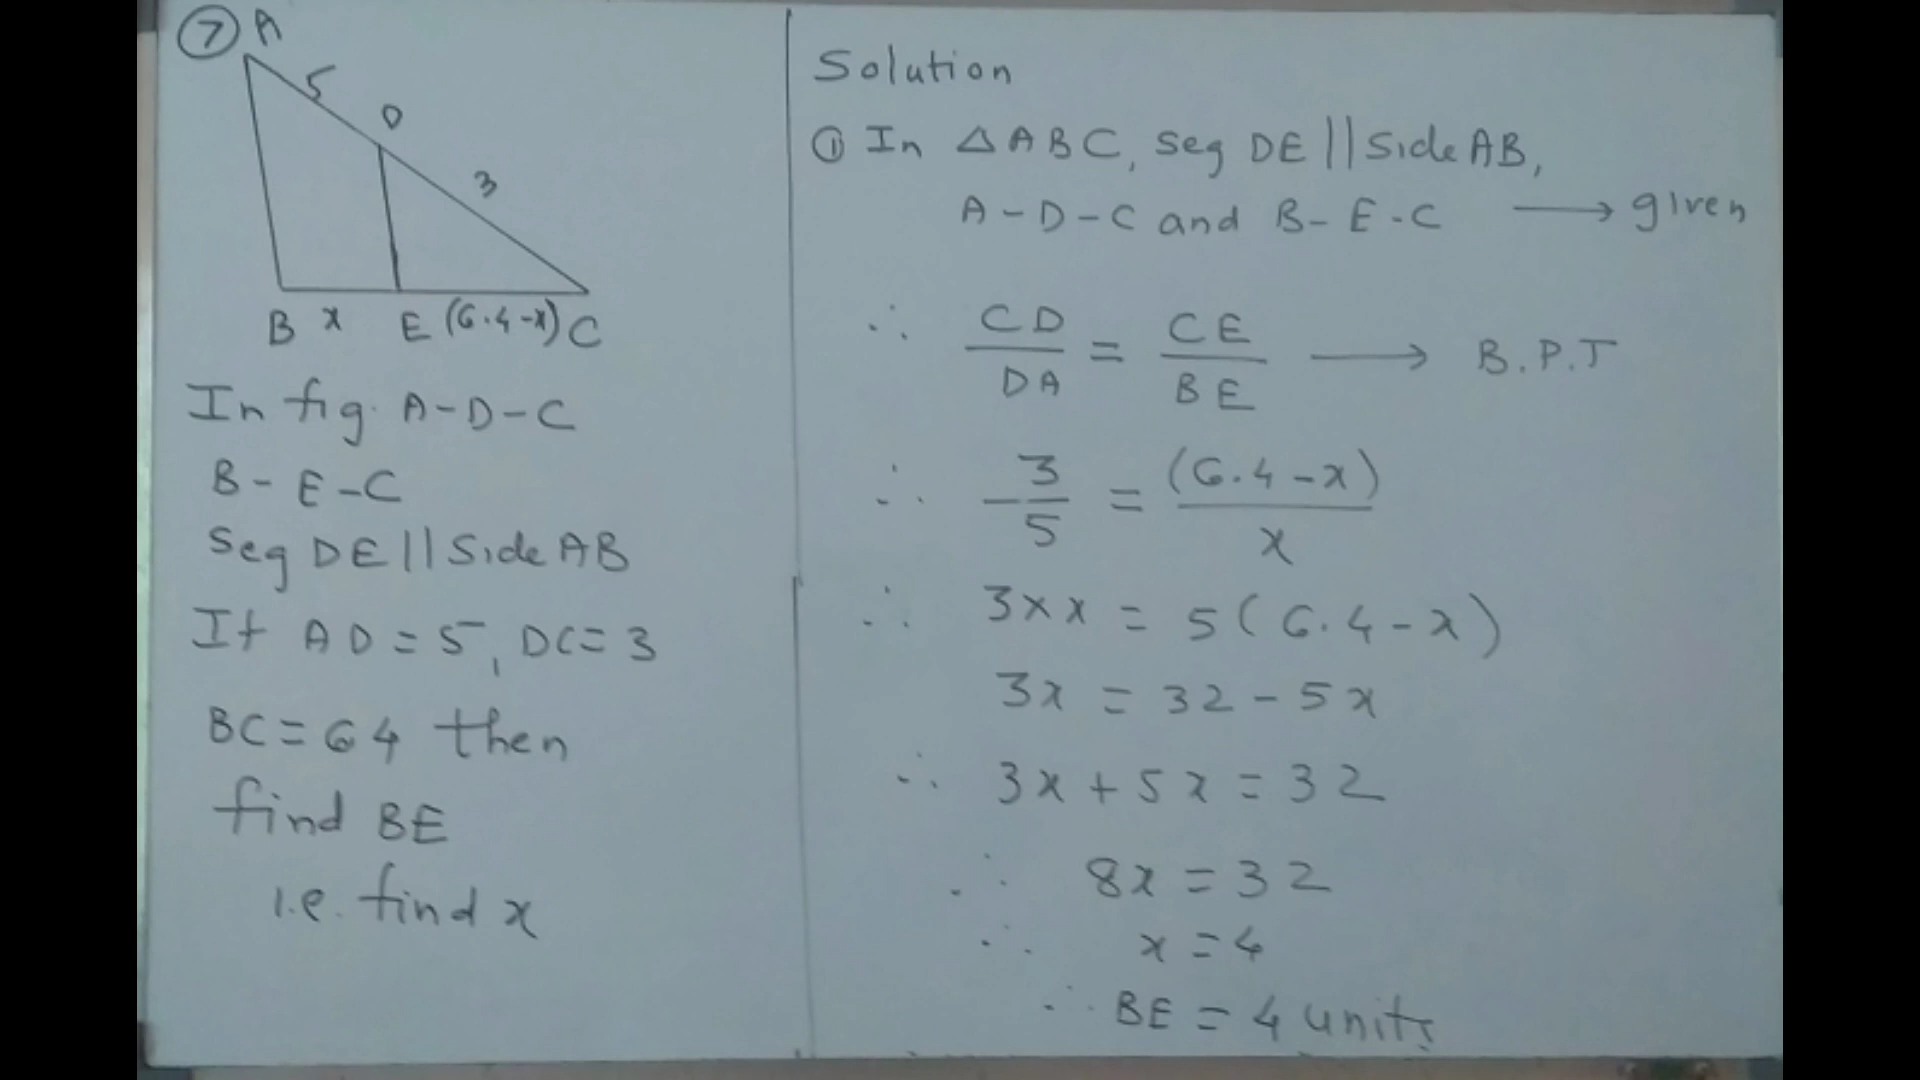 ⑦ A
5
D
3
B x E (6.4-x) C
In fig. A-D-C
B-E-C
Seg DE || Side AB
If AD = 5, DC = 3
BC = 64 then
find BE
i.e. find x
Solution
① In △ABC, seg DE || Side AB,
A-D-C and B-E-C ⟶ given
∴ CD/DA = CE/BE ⟶ B.P.T
∴ 3/5 = (6.4-x)/x
∴ 3×x = 5(6.4-x)
3x = 32-5x
∴ 3x+5x = 32
∴ 8x = 32
∴ x = 4
∴ BE = 4 units